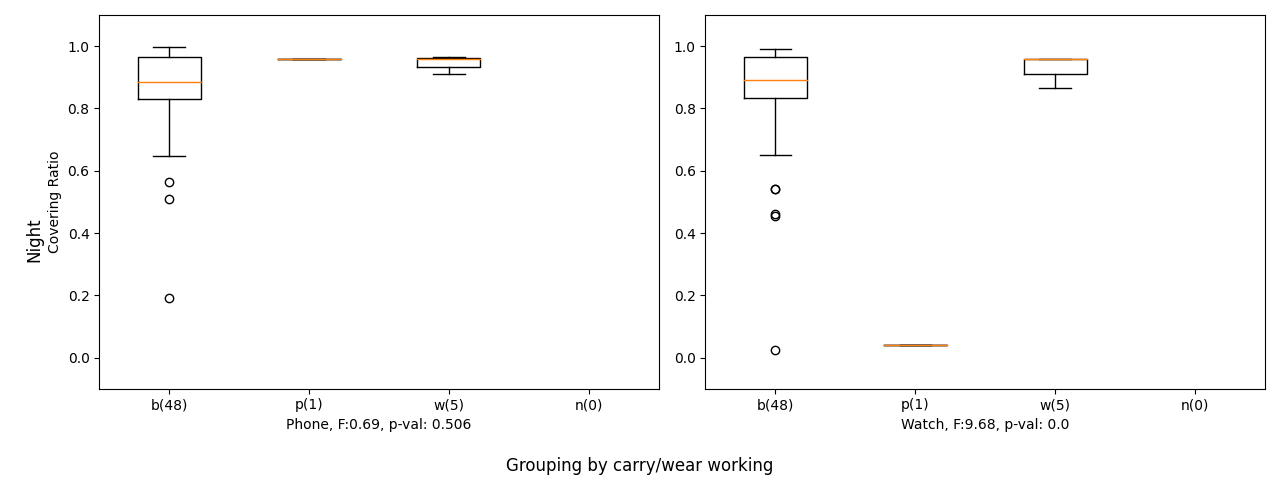 Night
Covering Ratio
1.0
0.8
0.6
0.4
0.2
0.0
b(48) p(1) w(5) n(0)
Phone, F:0.69, p-val: 0.506
1.0
0.8
0.6
0.4
0.2
0.0
b(48) p(1) w(5) n(0)
Watch, F:9.68, p-val: 0.0
Grouping by carry/wear working